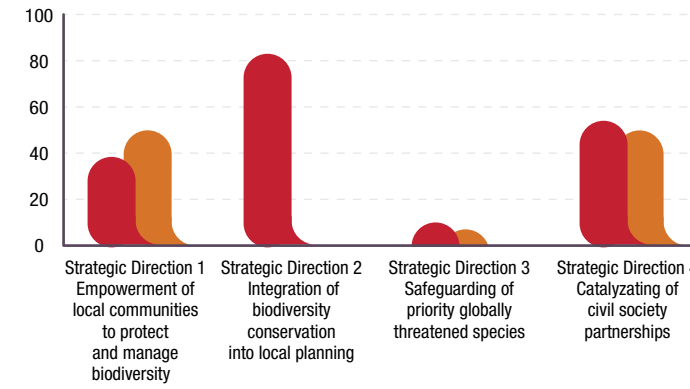 100
80
60
40
20
0
Strategic Direction 1
Empowerment of
local communities
to protect
and manage
biodiversity
Strategic Direction 2
Integration of
biodiversity
conservation
into local planning
Strategic Direction 3
Safeguarding of
priority globally
threatened species
Strategic Direction
Catalyzating of
civil society
partnerships